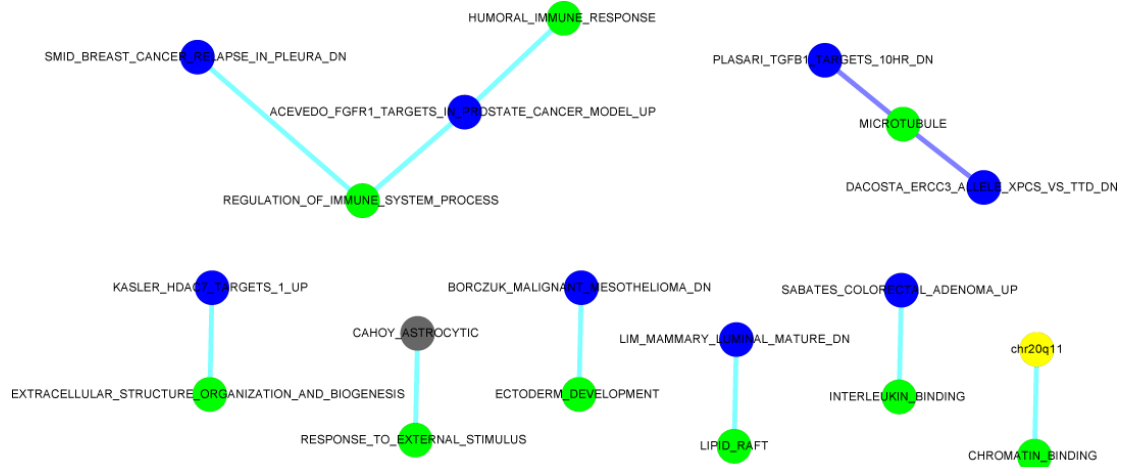 HUMORAL_IMMUNE_RESPONSE
SMID_BREAST_CANCER_RELAPSE_IN_PLEURA_DN
PLASARI_TGFB1_TARGETS_10HR_DN
ACEVEDO_FGFR1_TARGETS_IN_PROSTATE_CANCER_MODEL_UP
MICROTUBULE
DACOSTA_ERCC3_ALLELE_XPCS_VS_TTD_DN
REGULATION_OF_IMMUNE_SYSTEM_PROCESS
KASLER_HDAC7_TARGETS_1_UP
BORCZUK_MALIGNANT_MESOTHELIOMA_DN
SABATES_COLORECTAL_ADENOMA_UP
CAHOY_ASTROCYTIC
LIM_MAMMARY_LUMINAL_MATURE_DN
chr20q11
EXTRACELLULAR_STRUCTURE_ORGANIZATION_AND_BIOGENESIS
ECTODERM_DEVELOPMENT
INTERLEUKIN_BINDING
RESPONSE_TO_EXTERNAL_STIMULUS
LIPID_RAFT
CHROMATIN_BINDING